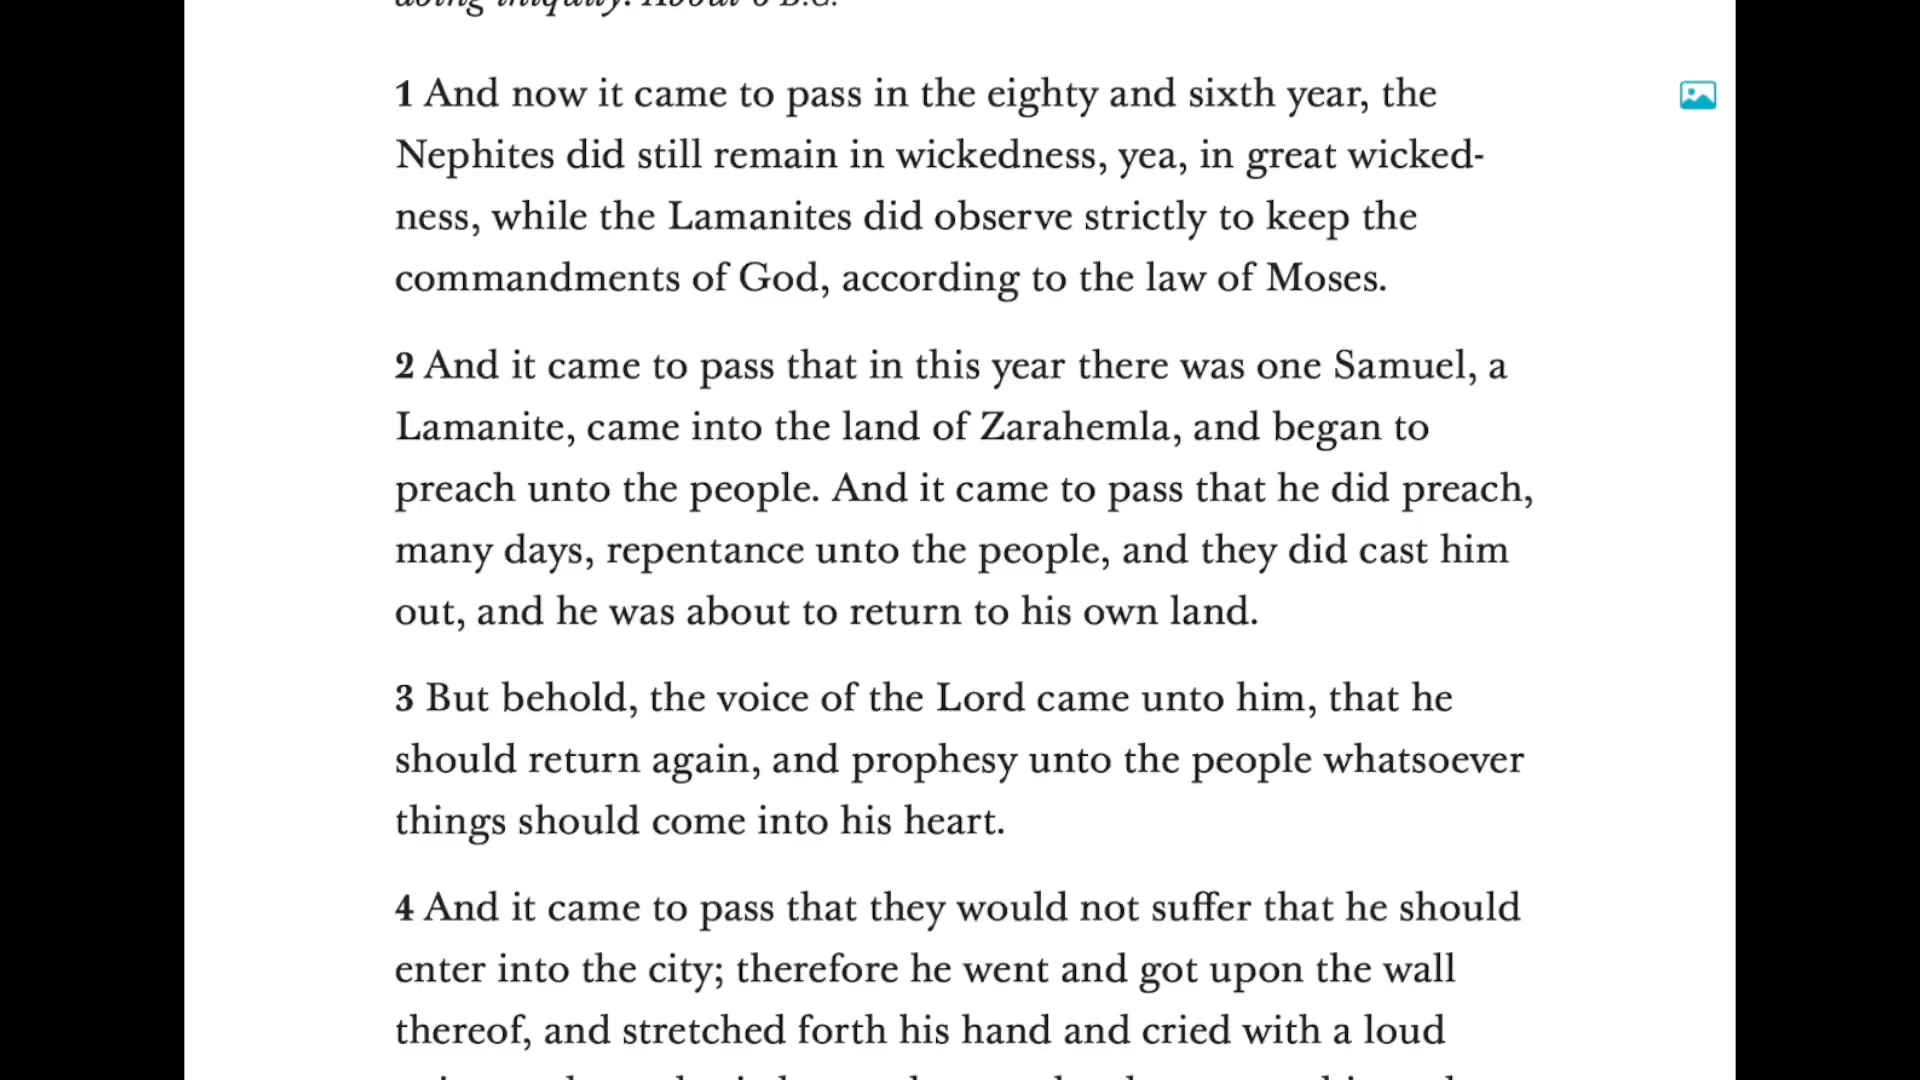 doing iniquity. About 6 B.C.
1 And now it came to pass in the eighty and sixth year, the
Nephites did still remain in wickedness, yea, in great wicked-
ness, while the Lamanites did observe strictly to keep the
commandments of God, according to the law of Moses.
2 And it came to pass that in this year there was one Samuel, a
Lamanite, came into the land of Zarahemla, and began to
preach unto the people. And it came to pass that he did preach,
many days, repentance unto the people, and they did cast him
out, and he was about to return to his own land.
3 But behold, the voice of the Lord came unto him, that he
should return again, and prophesy unto the people whatsoever
things should come into his heart.
4 And it came to pass that they would not suffer that he should
enter into the city; therefore he went and got upon the wall
thereof, and stretched forth his hand and cried with a loud